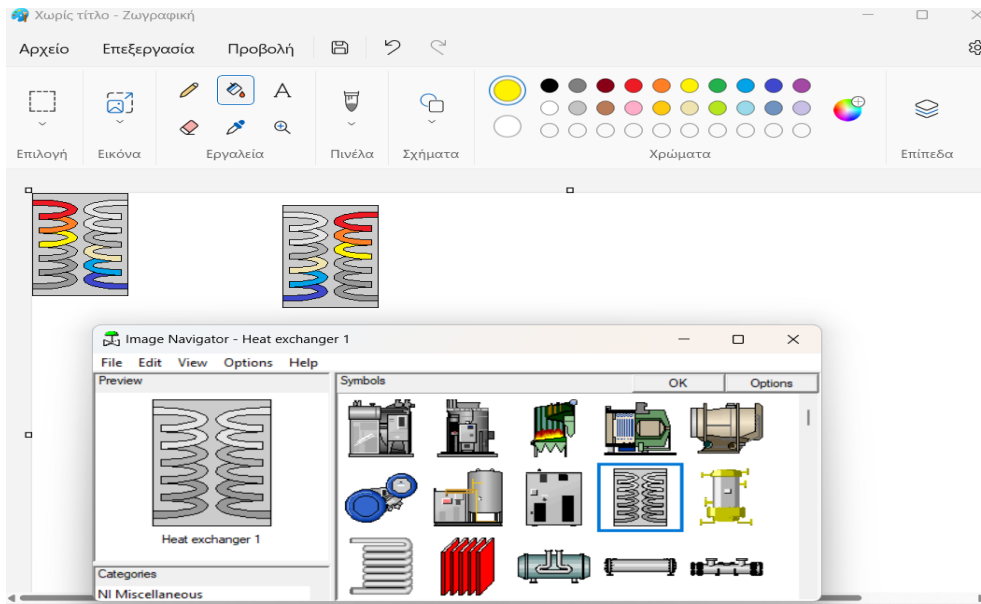 Χωρίς τίτλο - Ζωγραφική
Αρχείο Επεξεργασία Προβολή
Επιλογή Εικόνα Εργαλεία Πινέλα Σχήματα Χρώματα Επίπεδα
Image Navigator - Heat exchanger 1
File Edit View Options Help
Preview
Heat exchanger 1
Categories
NI Miscellaneous
Symbols OK Options